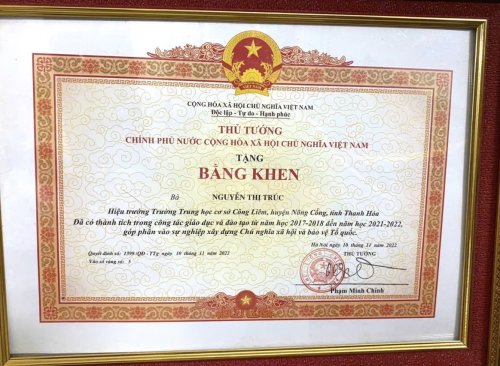 CỘNG HÒA XÃ HỘI CHỦ NGHĨA VIỆT NAM
Độc lập - Tự do - Hạnh phúc
THỦ TƯỚNG
CHÍNH PHỦ NƯỚC CỘNG HÒA XÃ HỘI CHỦ NGHĨA VIỆT NAM
TẶNG
BẰNG KHEN
Bà NGUYỄN THỊ TRÚC
Hiệu trưởng Trường Trung học cơ sở Công Liêm, huyện Nông Cống, tỉnh Thanh Hóa
Đã có thành tích trong công tác giáo dục và đào tạo từ năm học 2017-2018 đến năm học 2021-2022,
góp phần vào sự nghiệp xây dựng Chủ nghĩa xã hội và bảo vệ Tổ quốc.
Hà Nội, ngày 10 tháng 11 năm 2022
Quyết định số: 1399 /QĐ - TTg ngày 10 / 11 / 2022
THỦ TƯỚNG
Vào sổ vàng số: 5
Phạm Minh Chính